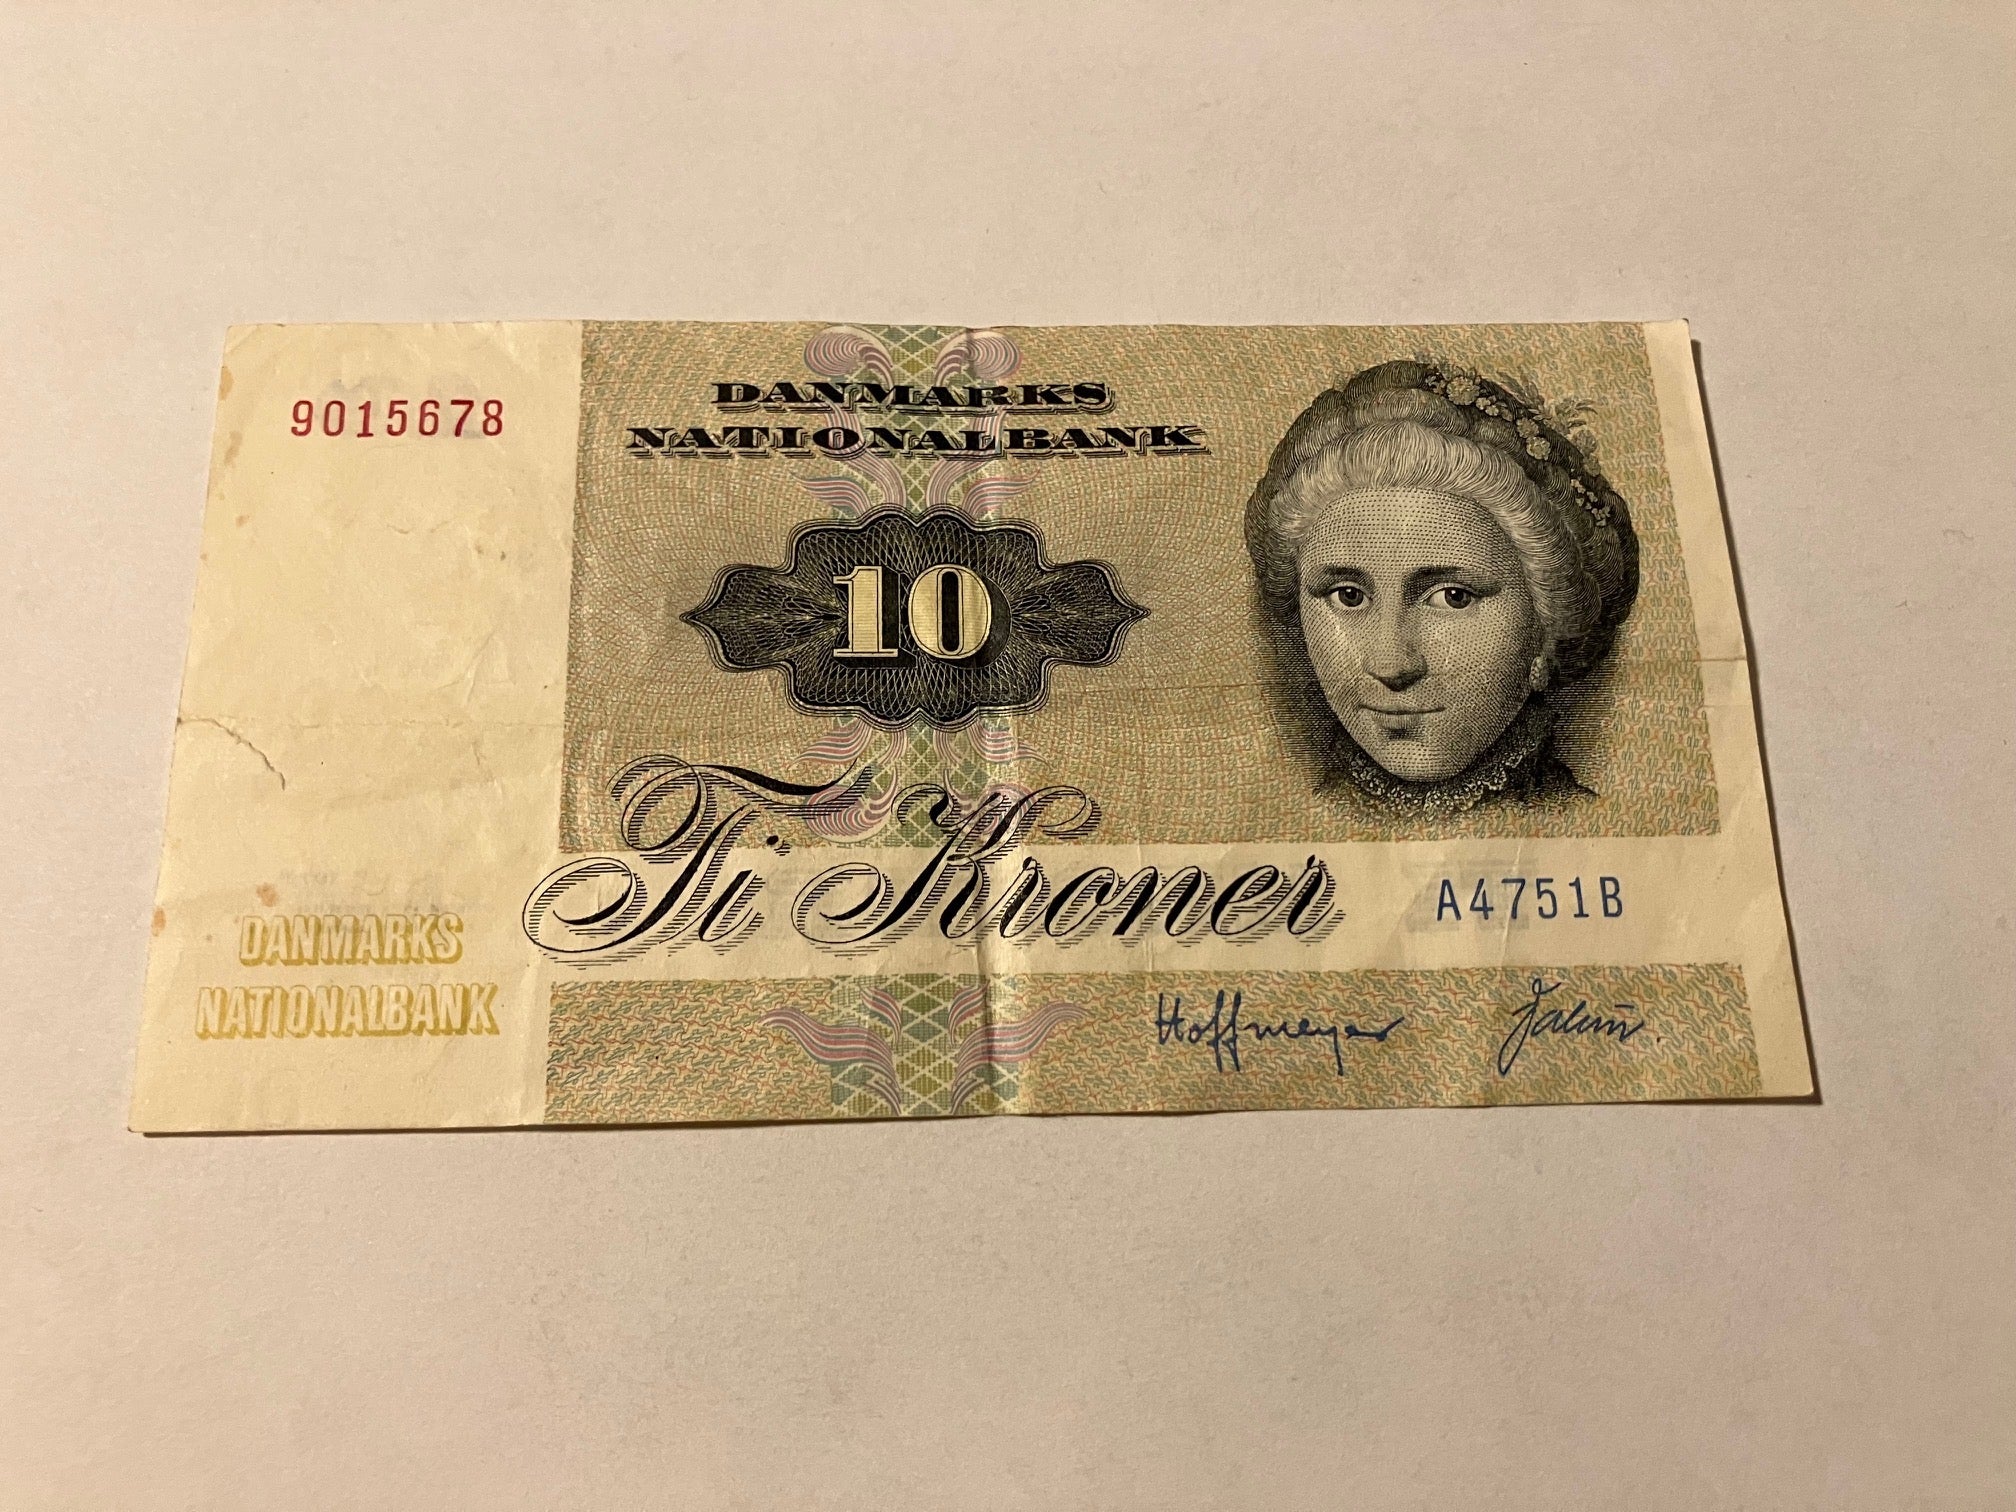 9015678
DANMARKS
NATIONALBANK
10
Ti Kroner
A4751B
DANMARKS
NATIONALBANK
Hoffmeyer